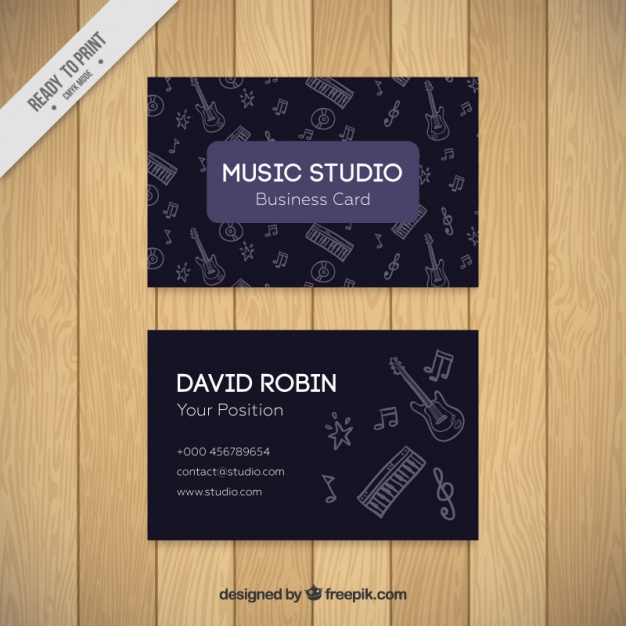 READY TO PRINT
CMYK MODE
MUSIC STUDIO
Business Card
DAVID ROBIN
Your Position
+000 456789654
contact@studio.com
www.studio.com
designed by freepik.com